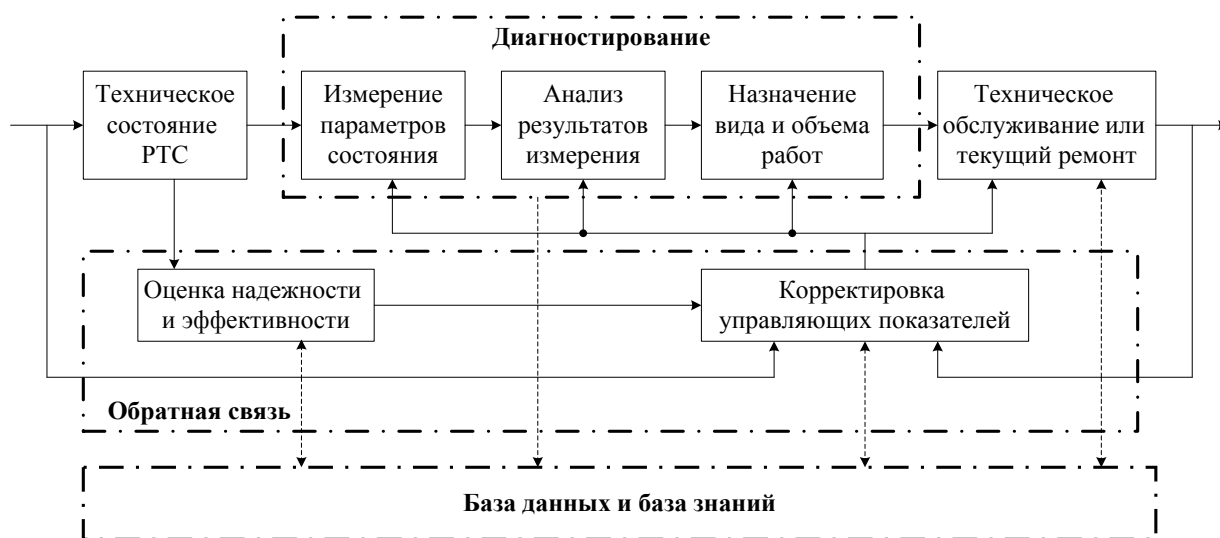 Диагностирование
Техническое
состояние
РТС
Измерение
параметров
состояния
Анализ
результатов
измерения
Назначение
вида и объема
работ
Техническое
обслуживание или
текущий ремонт
Оценка надежности
и эффективности
Корректировка
управляющих показателей
Обратная связь
База данных и база знаний